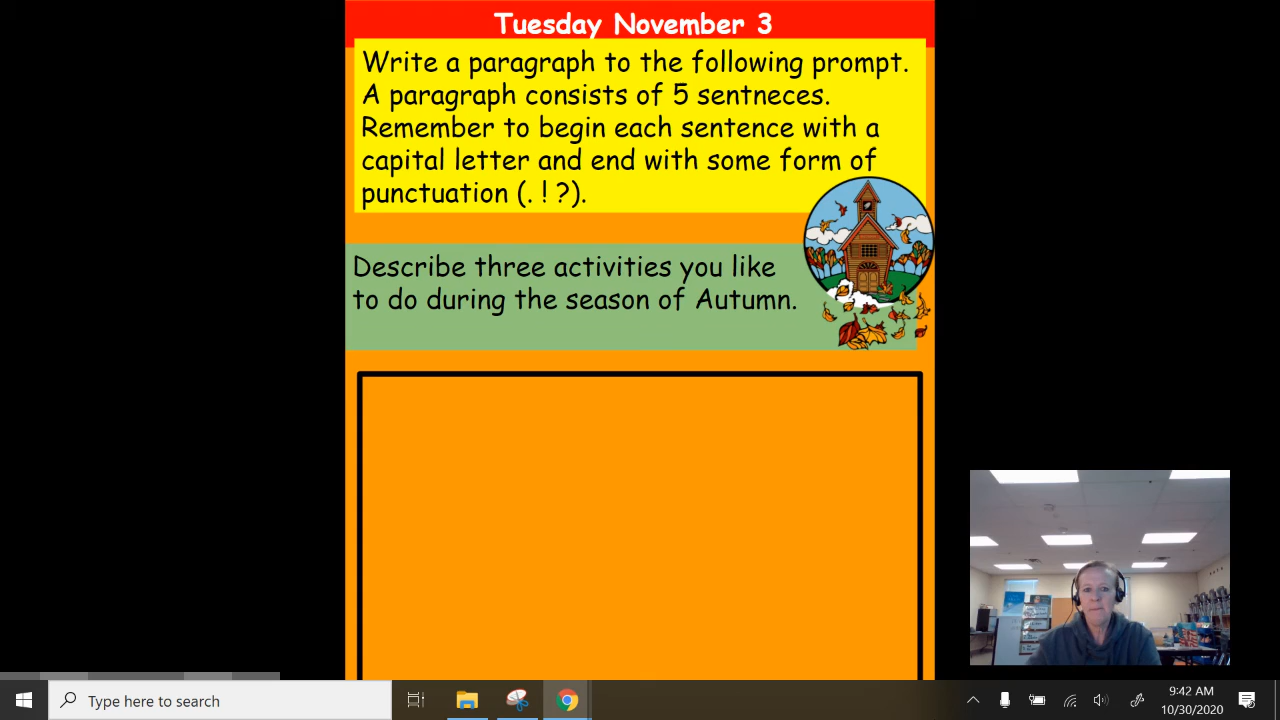 Tuesday November 3
Write a paragraph to the following prompt.
A paragraph consists of 5 sentneces.
Remember to begin each sentence with a
capital letter and end with some form of
punctuation (. ! ?).
Describe three activities you like
to do during the season of Autumn.
Type here to search
9:42 AM
10/30/2020